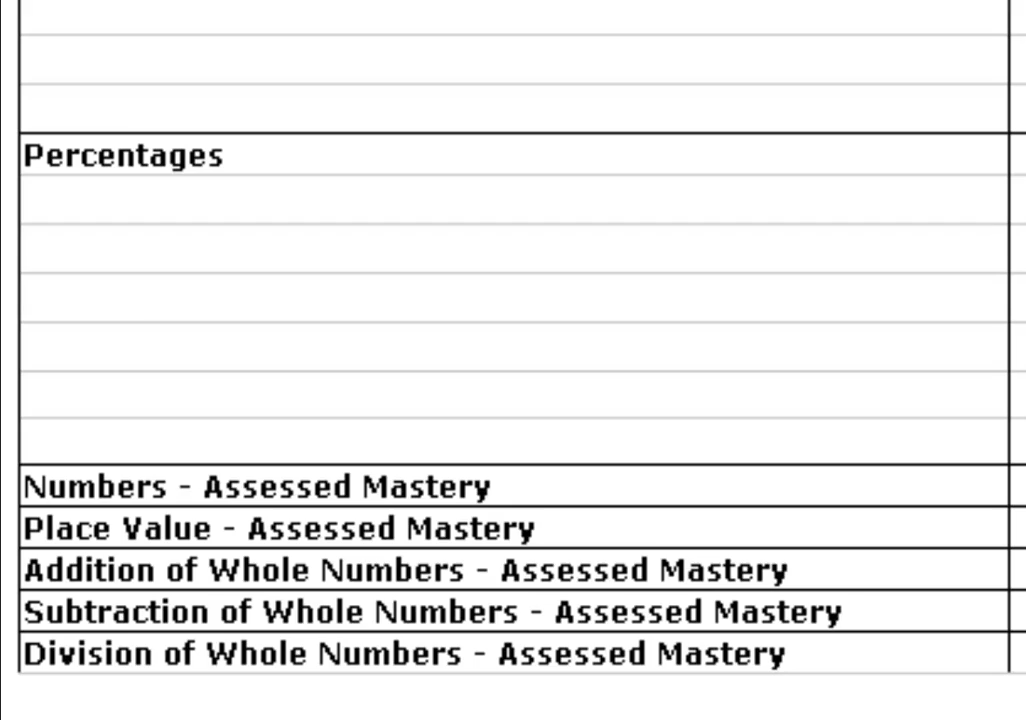 Percentages
Numbers - Assessed Mastery
Place Value - Assessed Mastery
Addition of Whole Numbers - Assessed Mastery
Subtraction of Whole Numbers - Assessed Mastery
Division of Whole Numbers - Assessed Mastery